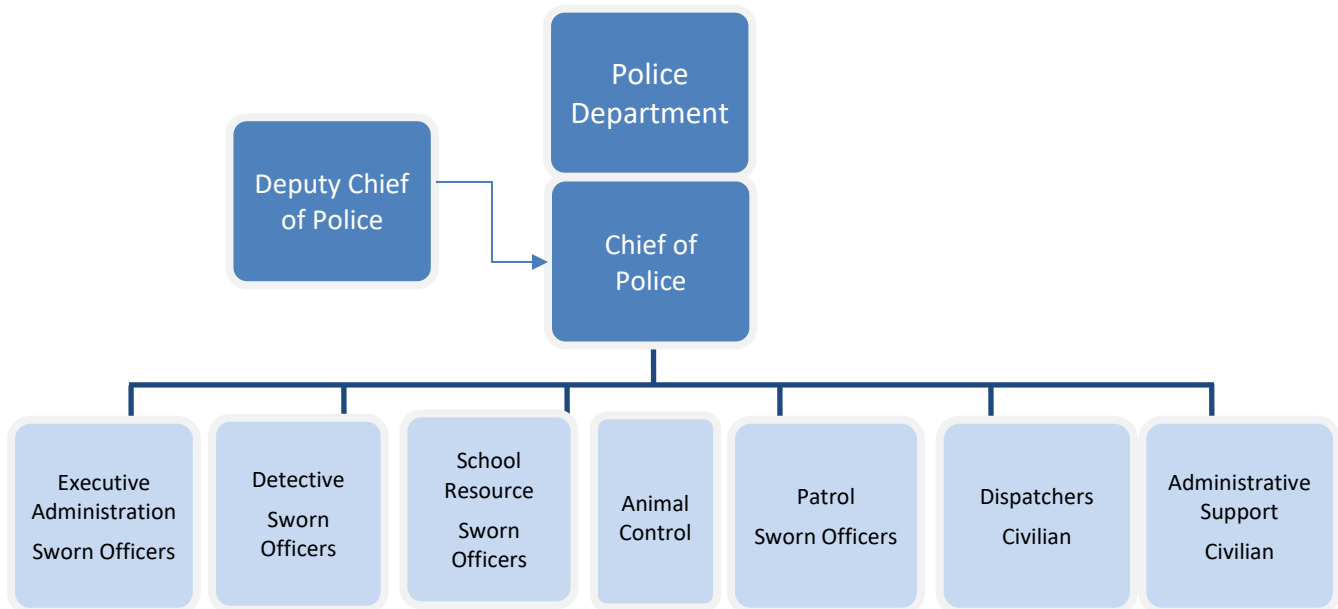 Police
Department
Deputy Chief
of Police
Chief of
Police
Executive
Administration
Sworn Officers
Detective
Sworn
Officers
School
Resource
Sworn
Officers
Animal
Control
Patrol
Sworn Officers
Dispatchers
Civilian
Administrative
Support
Civilian